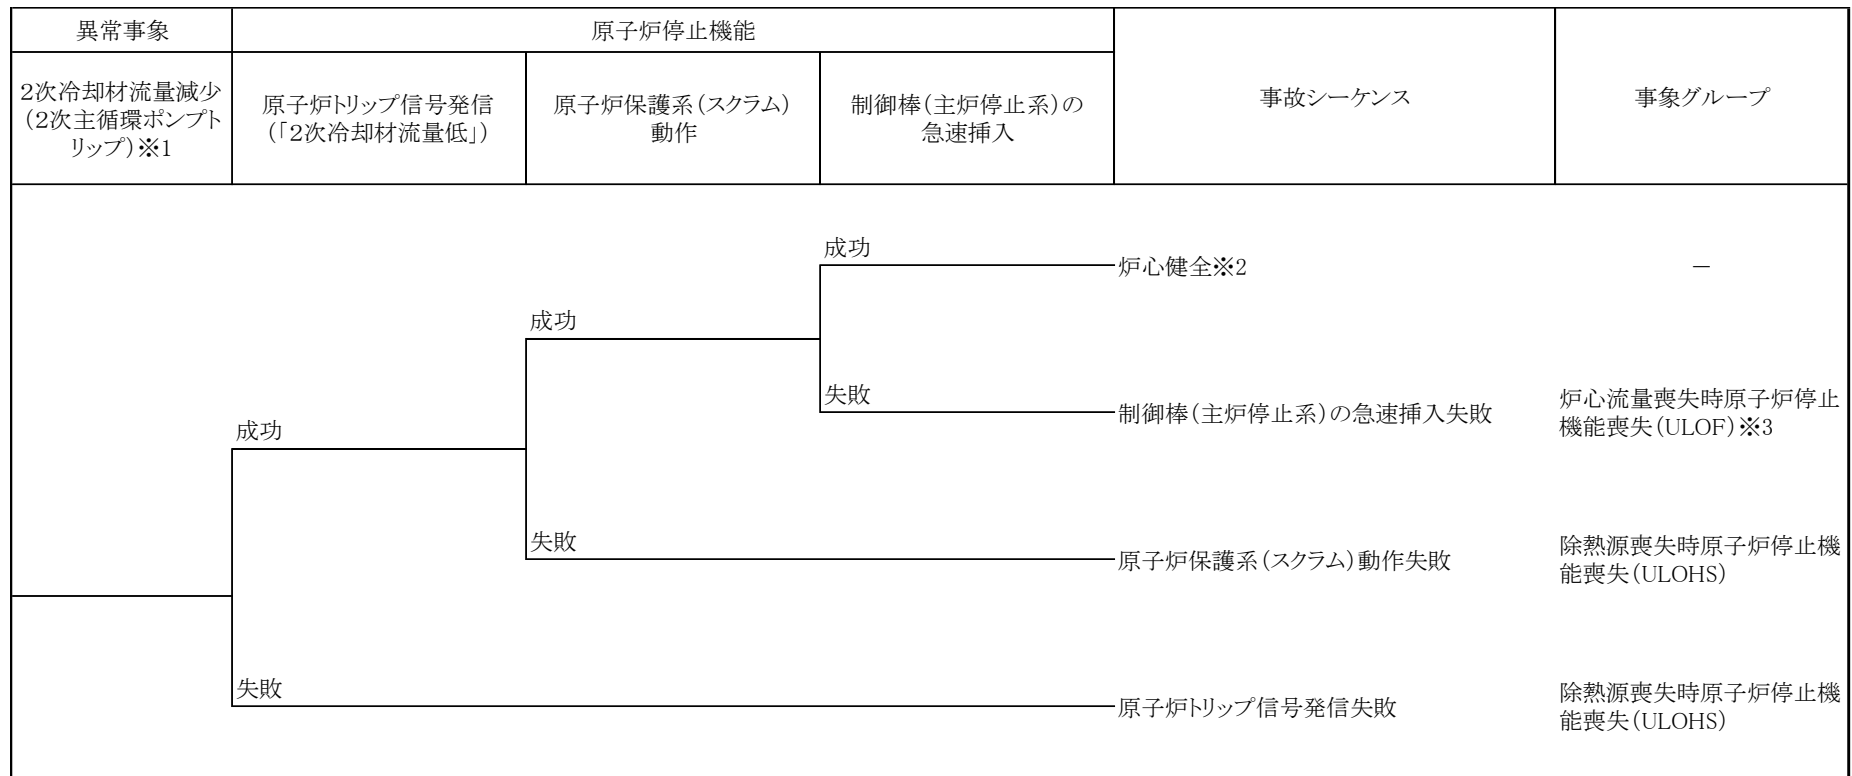 異常事象
原子炉停止機能
2次冷却材流量減少
(2次主循環ポンプト
リップ)※1
原子炉トリップ信号発信
(「2次冷却材流量低」)
原子炉保護系(スクラム)
動作
制御棒(主炉停止系)の
急速挿入
事故シーケンス
事象グループ
成功
炉心健全※2
－
成功
失敗
制御棒(主炉停止系)の急速挿入失敗
炉心流量喪失時原子炉停止
機能喪失(ULOF)※3
成功
失敗
原子炉保護系(スクラム)動作失敗
除熱源喪失時原子炉停止機
能喪失(ULOHS)
失敗
原子炉トリップ信号発信失敗
除熱源喪失時原子炉停止機
能喪失(ULOHS)